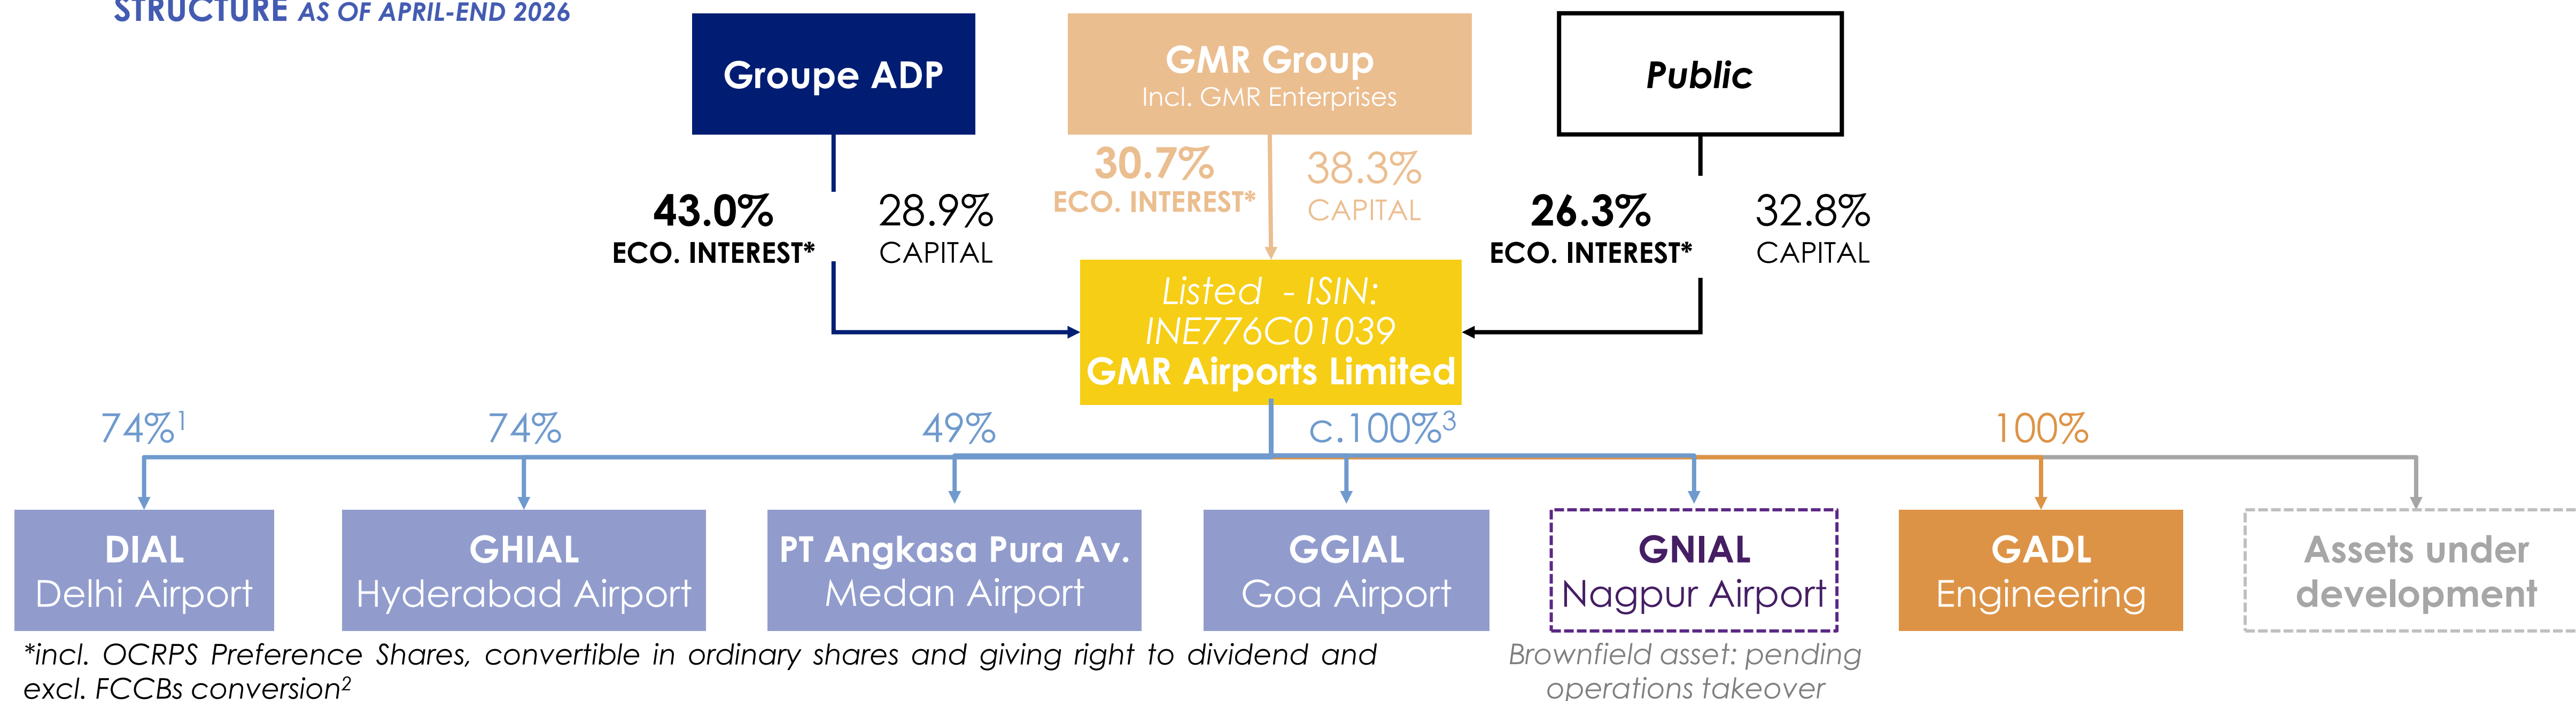 STRUCTURE AS OF APRIL-END 2026
Groupe ADP
GMR Group
Incl. GMR Enterprises
Public
43.0%
ECO. INTEREST*
28.9%
CAPITAL
30.7%
ECO. INTEREST*
38.3%
CAPITAL
26.3%
ECO. INTEREST*
32.8%
CAPITAL
Listed - ISIN:
INE776C01039
GMR Airports Limited
74%¹
74%
49%
c.100%³
100%
DIAL
Delhi Airport
GHIAL
Hyderabad Airport
PT Angkasa Pura Av.
Medan Airport
GGIAL
Goa Airport
GNIAL
Nagpur Airport
GADL
Engineering
Assets under
development
*incl. OCRPS Preference Shares, convertible in ordinary shares and giving right to dividend and
excl. FCCBs conversion²
Brownfield asset: pending
operations takeover